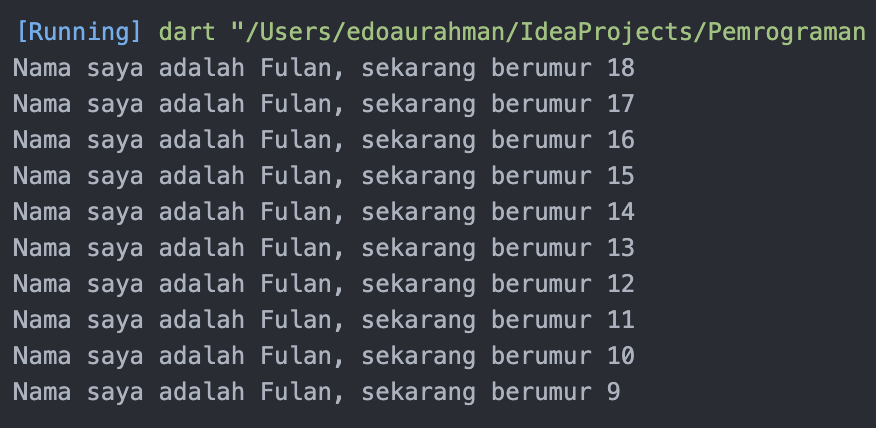 [Running] dart "/Users/edoaurahman/IdeaProjects/Pemrograman
Nama saya adalah Fulan, sekarang berumur 18
Nama saya adalah Fulan, sekarang berumur 17
Nama saya adalah Fulan, sekarang berumur 16
Nama saya adalah Fulan, sekarang berumur 15
Nama saya adalah Fulan, sekarang berumur 14
Nama saya adalah Fulan, sekarang berumur 13
Nama saya adalah Fulan, sekarang berumur 12
Nama saya adalah Fulan, sekarang berumur 11
Nama saya adalah Fulan, sekarang berumur 10
Nama saya adalah Fulan, sekarang berumur 9